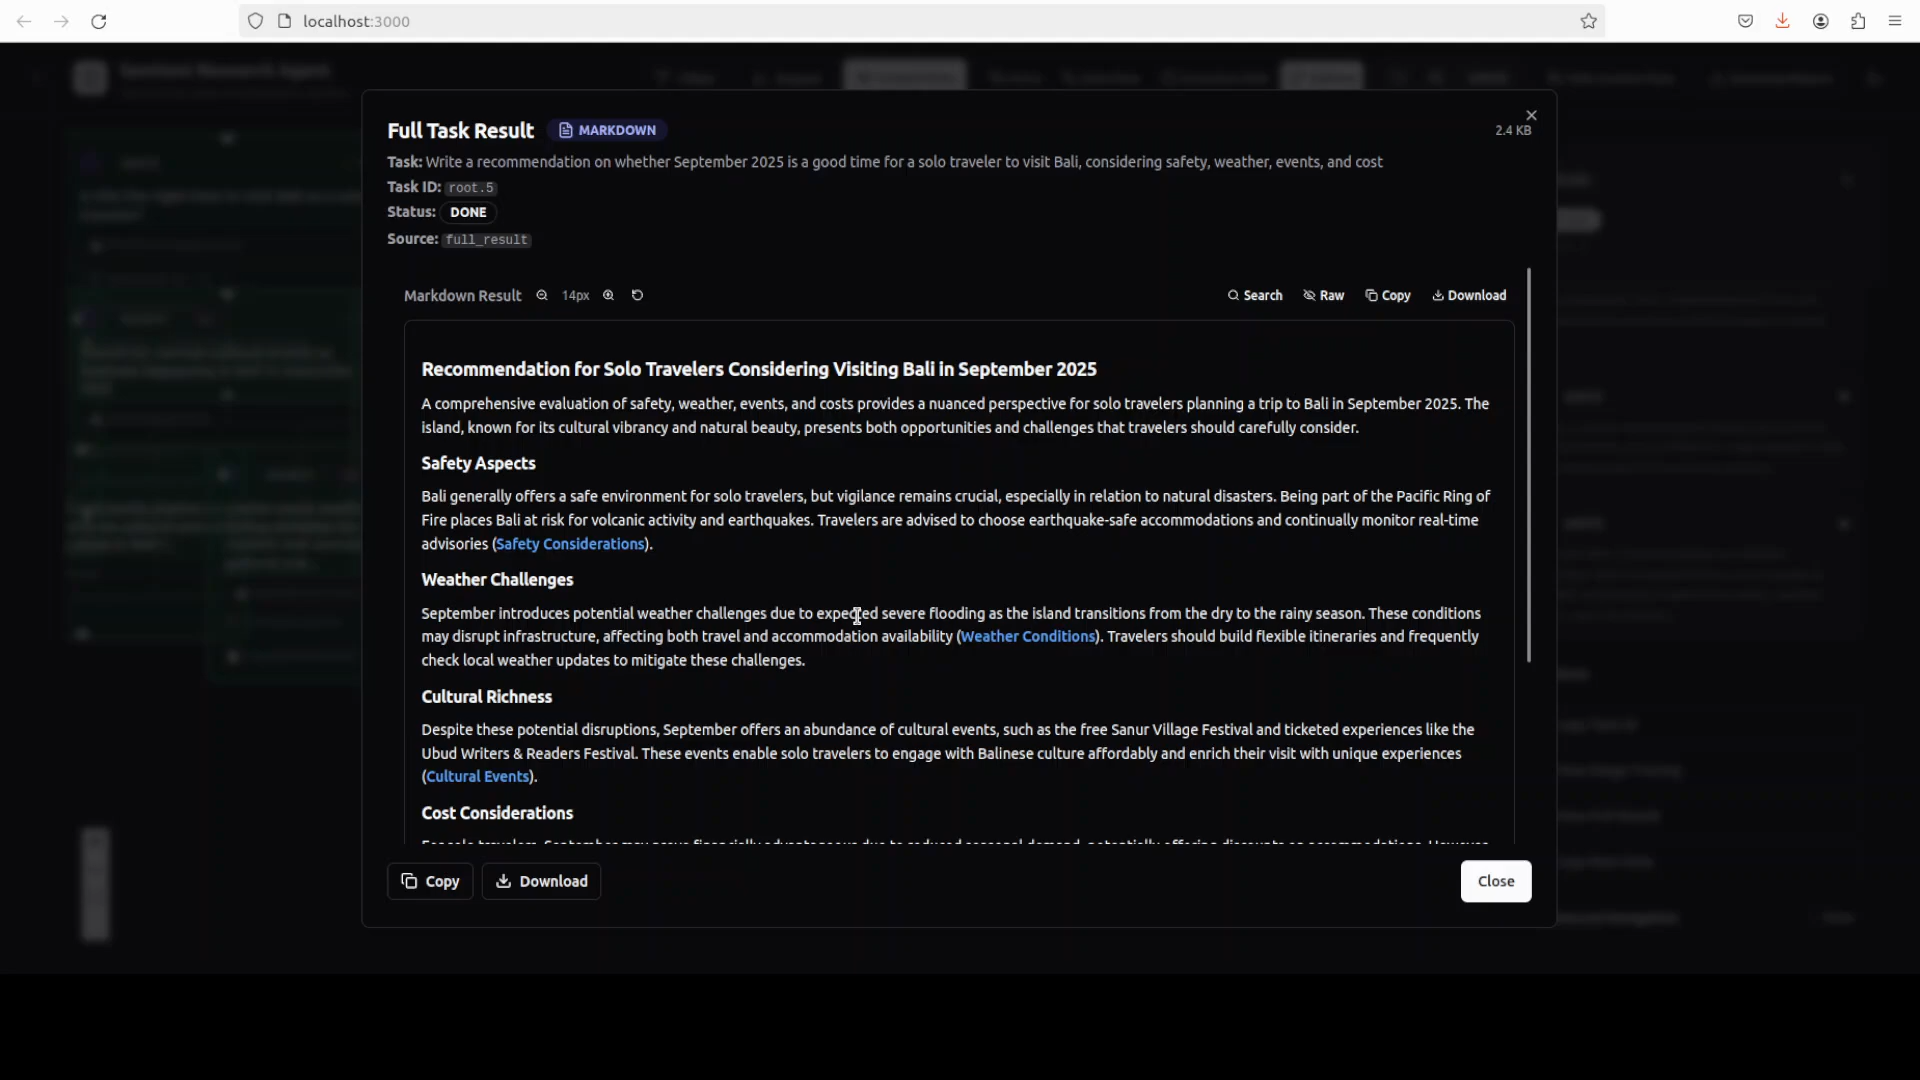 localhost:3000
Full Task Result MARKDOWN
2.4 KB
Task: Write a recommendation on whether September 2025 is a good time for a solo traveler to visit Bali, considering safety, weather, events, and cost
Task ID: root.5
Status: DONE
Source: full_result
Markdown Result 14px Search Raw Copy Download
Recommendation for Solo Travelers Considering Visiting Bali in September 2025
A comprehensive evaluation of safety, weather, events, and costs provides a nuanced perspective for solo travelers planning a trip to Bali in September 2025. The
island, known for its cultural vibrancy and natural beauty, presents both opportunities and challenges that travelers should carefully consider.
Safety Aspects
Bali generally offers a safe environment for solo travelers, but vigilance remains crucial, especially in relation to natural disasters. Being part of the Pacific Ring of
Fire places Bali at risk for volcanic activity and earthquakes. Travelers are advised to choose earthquake-safe accommodations and continually monitor real-time
advisories (Safety Considerations).
Weather Challenges
September introduces potential weather challenges due to expected severe flooding as the island transitions from the dry to the rainy season. These conditions
may disrupt infrastructure, affecting both travel and accommodation availability (Weather Conditions). Travelers should build flexible itineraries and frequently
check local weather updates to mitigate these challenges.
Cultural Richness
Despite these potential disruptions, September offers an abundance of cultural events, such as the free Sanur Village Festival and ticketed experiences like the
Ubud Writers & Readers Festival. These events enable solo travelers to engage with Balinese culture affordably and enrich their visit with unique experiences
(Cultural Events).
Cost Considerations
Copy Download Close